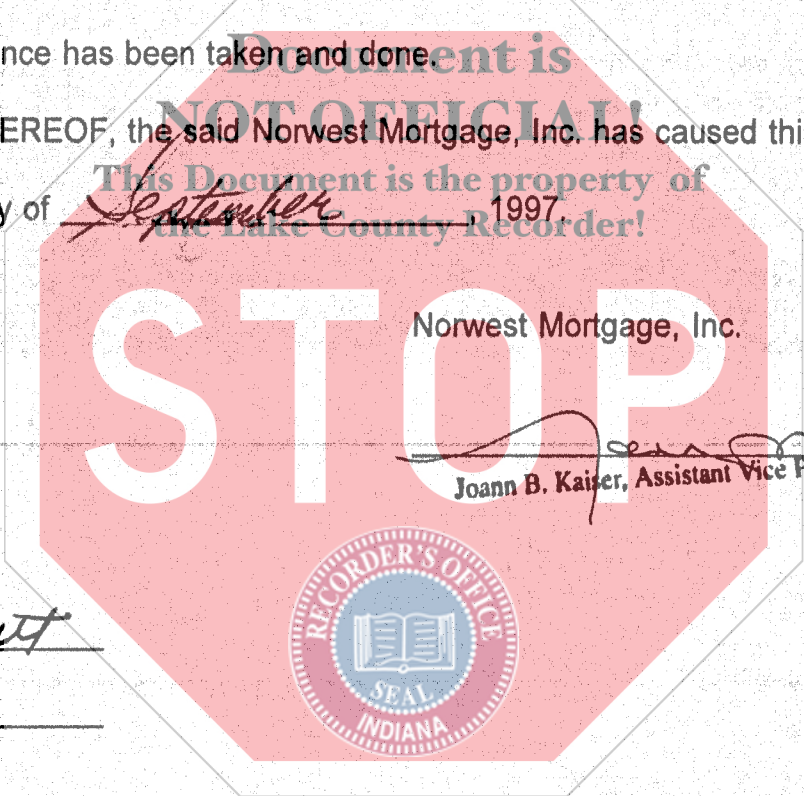 nce has been taken and done.
Document is
NOT OFFICIAL!
EREOF, the said Norwest Mortgage, Inc. has caused thi
This Document is the property of
y of September, 1997.
the Lake County Recorder!
STOP
Norwest Mortgage, Inc.
Joann B. Kaiser, Assistant Vice P
RECORDER'S OFFICE
SEAL
INDIANA